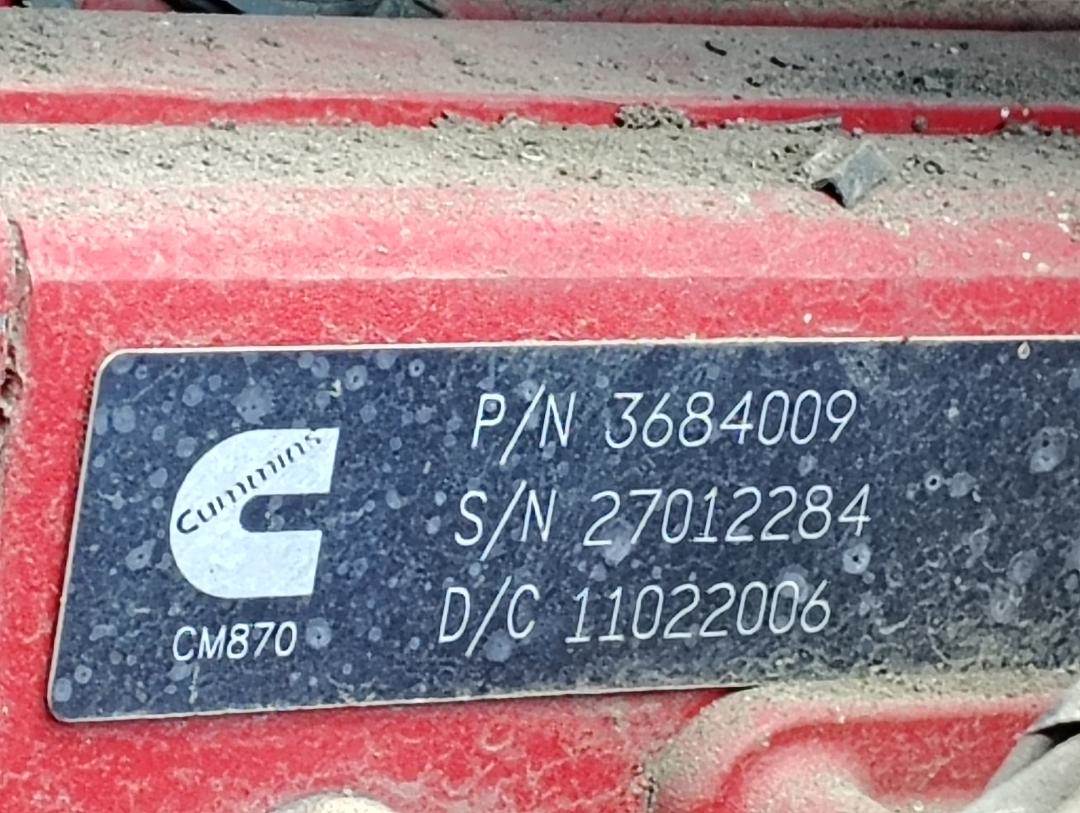 Cummins
CM870
P/N 3684009
S/N 27012284
D/C 11022006